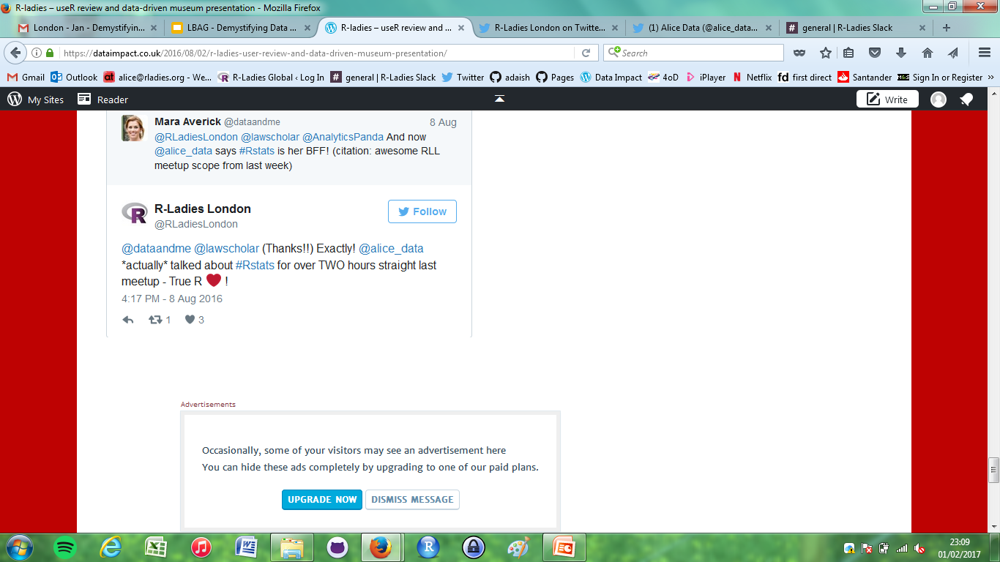 R-ladies – useR review and data-driven museum presentation - Mozilla Firefox
London - Jan - Demystifyin...
LBAG - Demystifying Data ...
R-ladies – useR review and ...
R-Ladies London on Twitte...
(1) Alice Data (@alice_data...
general | R-Ladies Slack
https://dataimpact.co.uk/2016/08/02/r-ladies-user-review-and-data-driven-museum-presentation/
Search
Gmail Outlook alice@rladies.org - We... R-Ladies Global ‹ Log In general | R-Ladies Slack Twitter adaish Pages Data Impact 4oD iPlayer Netflix first direct Santander Sign In or Register
My Sites Reader Write
Mara Averick @dataandme 8 Aug
@RLadiesLondon @lawscholar @AnalyticsPanda And now
@alice_data says #Rstats is her BFF! (citation: awesome RLL
meetup scope from last week)
R-Ladies London
@RLadiesLondon
Follow
@dataandme @lawscholar (Thanks!!) Exactly! @alice_data
*actually* talked about #Rstats for over TWO hours straight last
meetup - True R ❤ !
4:17 PM - 8 Aug 2016
1 3
Advertisements
Occasionally, some of your visitors may see an advertisement here
You can hide these ads completely by upgrading to one of our paid plans.
UPGRADE NOW DISMISS MESSAGE
23:09
01/02/2017